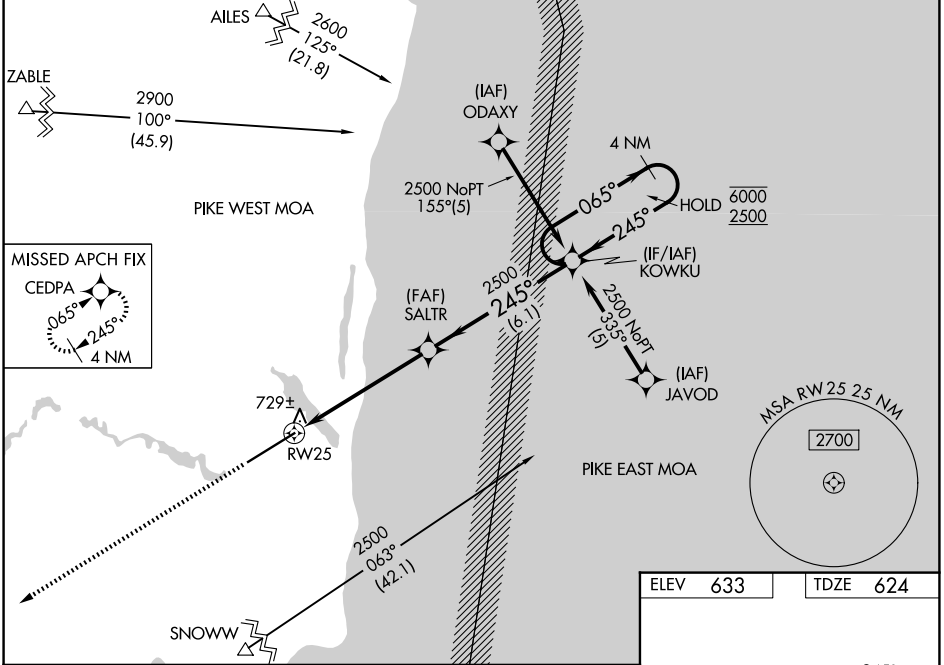 AILES
2600
125°
(21.8)
ZABLE
2900
100°
(45.9)
(IAF)
ODAXY
4 NM
2500 NoPT
155°(5)
065°
HOLD
6000
2500
245°
PIKE WEST MOA
(IF/IAF)
KOWKU
MISSED APCH FIX
CEDPA
065°
245°
4 NM
2500
245°
(6.1)
(FAF)
SALTR
2500 NoPT
335°
(5)
(IAF)
JAVOD
729±
RW25
MSA RW25 25 NM
2700
PIKE EAST MOA
2500
063°
(42.1)
SNOWW
ELEV 633
TDZE 624